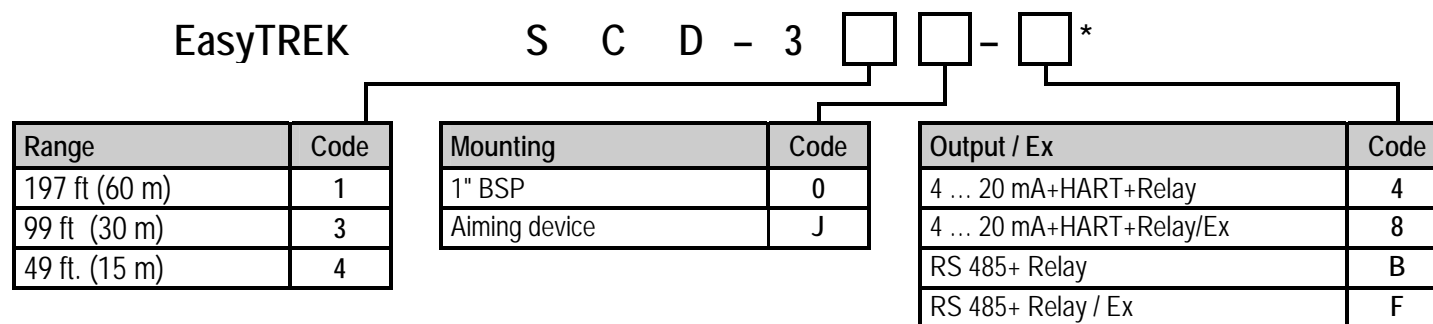 EasyTREK S C D – 3 – *
Range Code
197 ft (60 m) 1
99 ft (30 m) 3
49 ft. (15 m) 4
Mounting Code
1" BSP 0
Aiming device J
Output / Ex Code
4 … 20 mA+HART+Relay 4
4 … 20 mA+HART+Relay/Ex 8
RS 485+ Relay B
RS 485+ Relay / Ex F